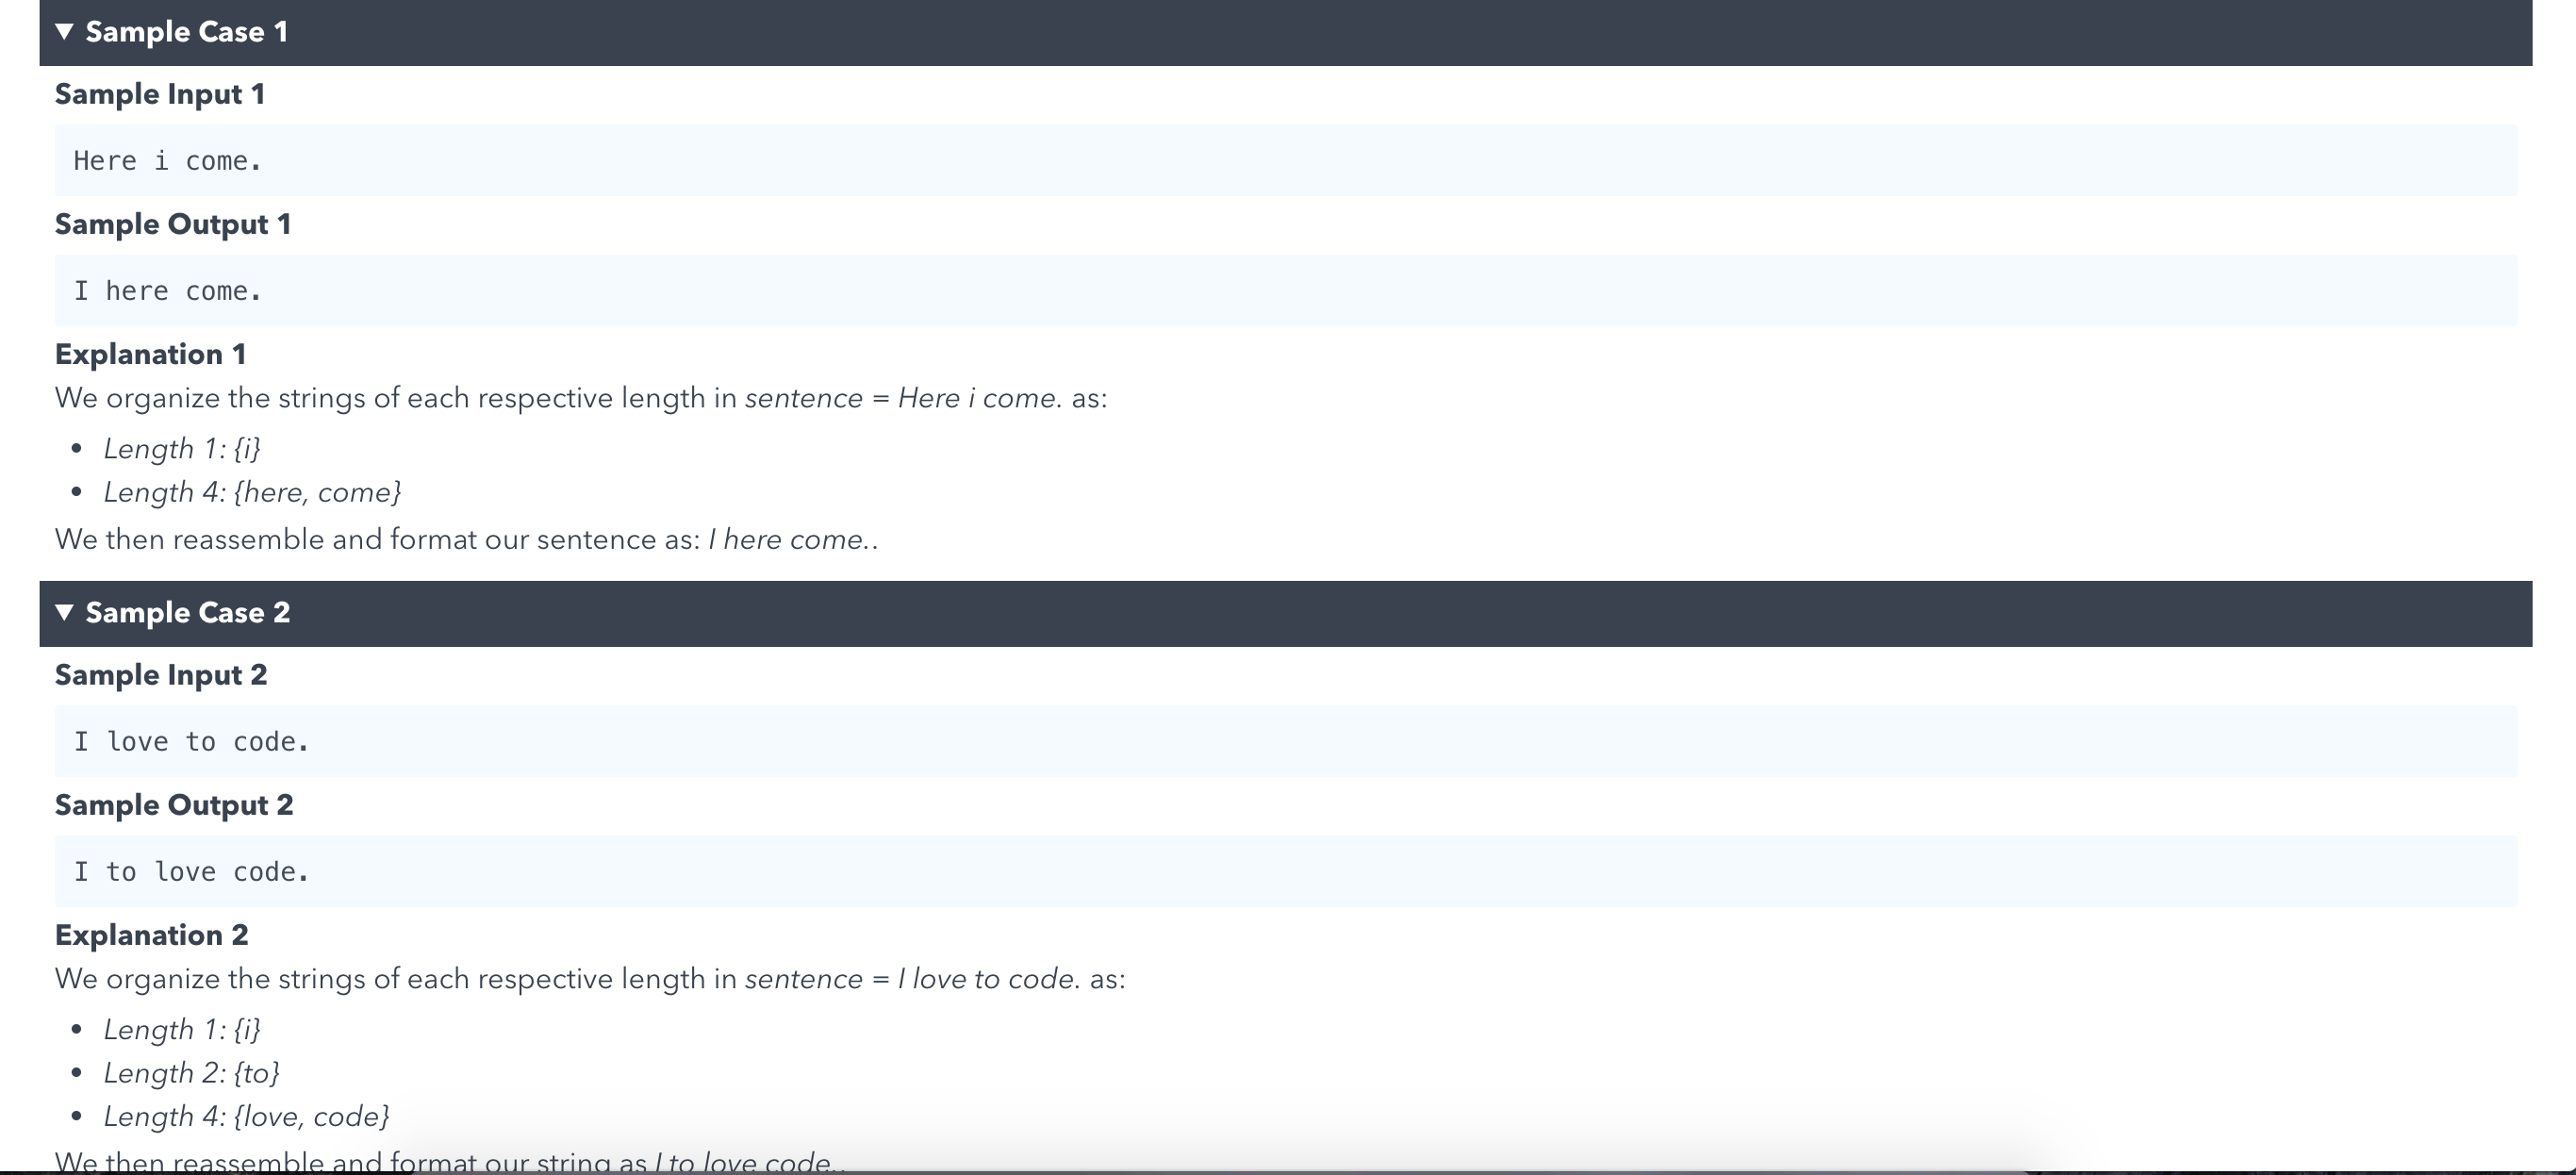 ▼ Sample Case 1
Sample Input 1
Here i come.
Sample Output 1
I here come.
Explanation 1
We organize the strings of each respective length in sentence = Here i come. as:
• Length 1: {i}
• Length 4: {here, come}
We then reassemble and format our sentence as: I here come..
▼ Sample Case 2
Sample Input 2
I love to code.
Sample Output 2
I to love code.
Explanation 2
We organize the strings of each respective length in sentence = I love to code. as:
• Length 1: {i}
• Length 2: {to}
• Length 4: {love, code}
We then reassemble and format our string as I to love code..